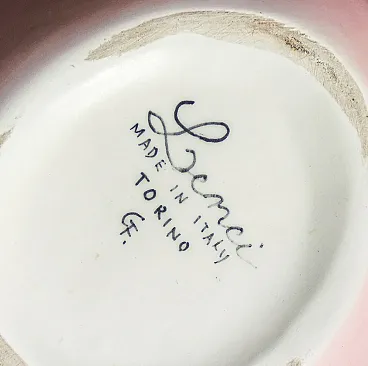 Lenci
MADE IN ITALY
TORINO
G.F.